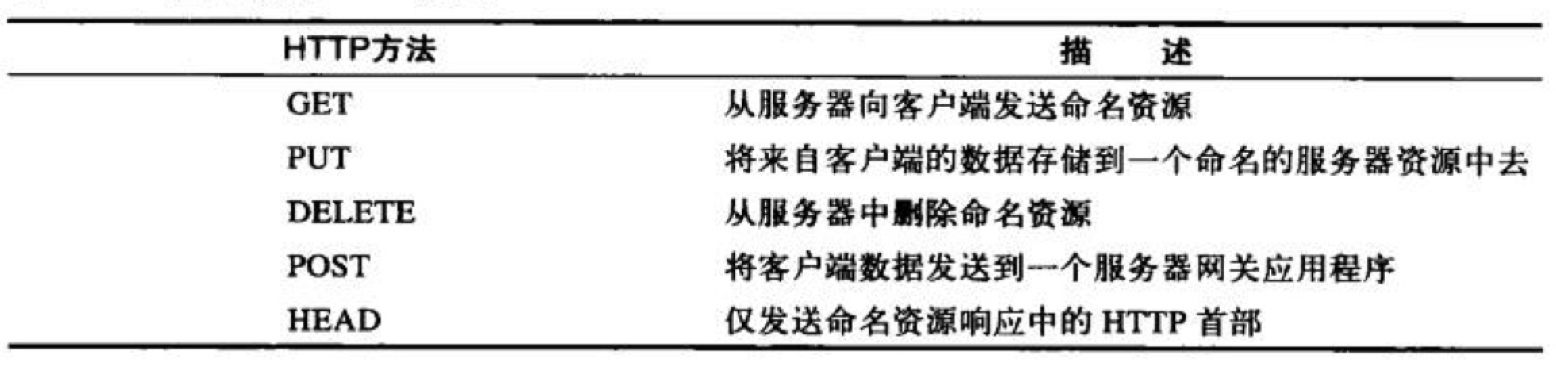 HTTP方法 描 述
GET 从服务器向客户端发送命名资源
PUT 将来自客户端的数据存储到一个命名的服务器资源中去
DELETE 从服务器中删除命名资源
POST 将客户端数据发送到一个服务器网关应用程序
HEAD 仅发送命名资源响应中的 HTTP 首部